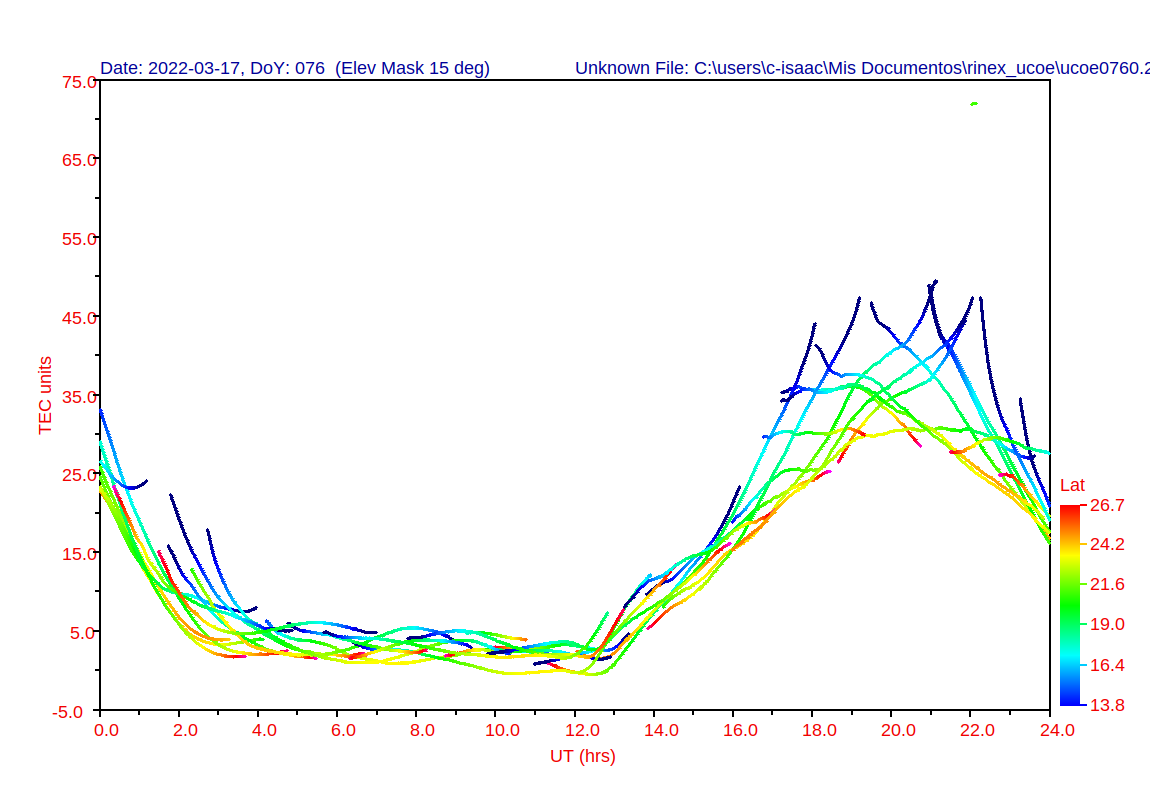 Date: 2022-03-17, DoY: 076  (Elev Mask 15 deg)
Unknown File: C:\users\c-isaac\Mis Documentos\rinex_ucoe\ucoe0760.2
75.0
65.0
55.0
45.0
35.0
25.0
15.0
5.0
-5.0
TEC units
0.0 2.0 4.0 6.0 8.0 10.0 12.0 14.0 16.0 18.0 20.0 22.0 24.0
UT (hrs)
Lat
26.7
24.2
21.6
19.0
16.4
13.8